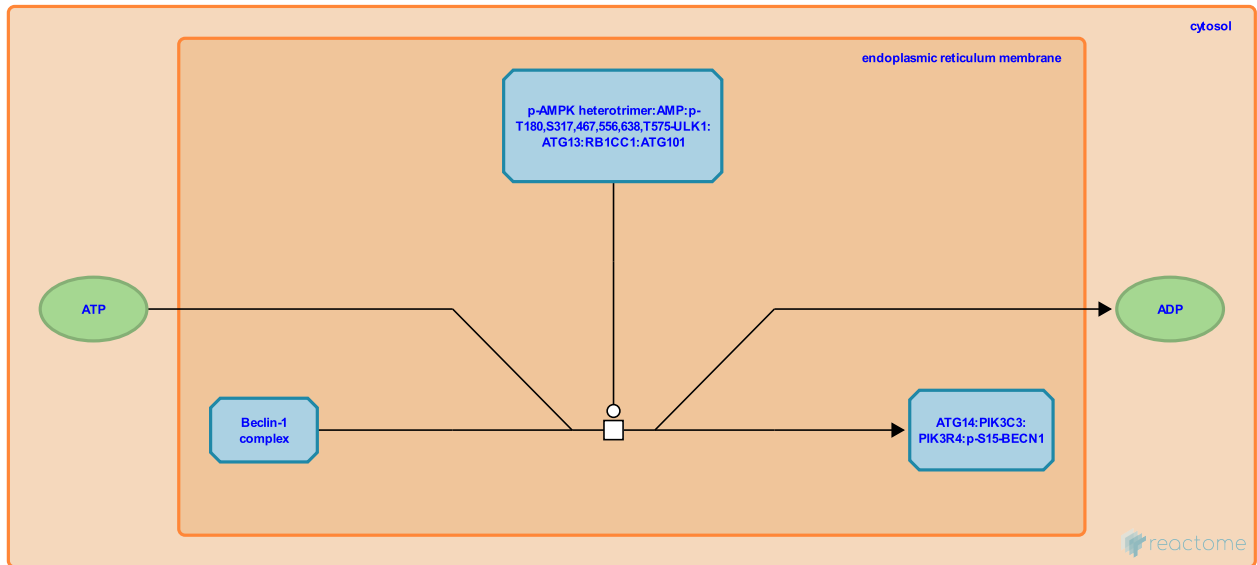 cytosol
endoplasmic reticulum membrane
p-AMPK heterotrimer:AMP:p-
T180,S317,467,556,638,T575-ULK1:
ATG13:RB1CC1:ATG101
ATP
ADP
Beclin-1
complex
ATG14:PIK3C3:
PIK3R4:p-S15-BECN1
reactome